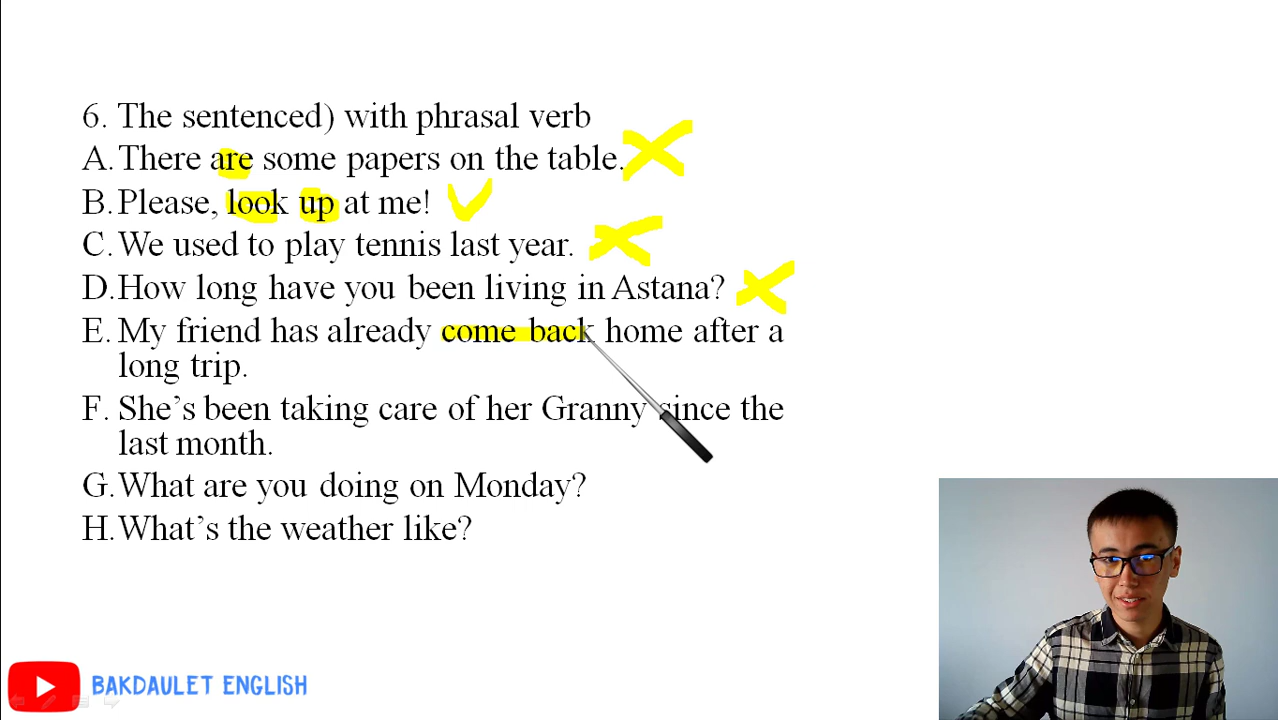 6. The sentenced) with phrasal verb
A. There are some papers on the table.
B. Please, look up at me!
C. We used to play tennis last year.
D. How long have you been living in Astana?
E. My friend has already come back home after a
long trip.
F. She’s been taking care of her Granny since the
last month.
G. What are you doing on Monday?
H. What’s the weather like?
BAKDAULET ENGLISH